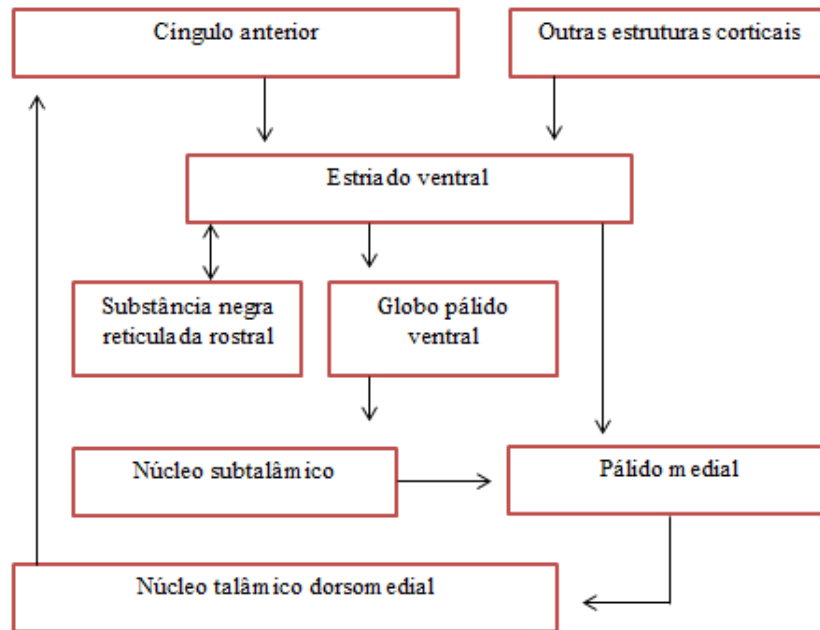 Cíngulo anterior
Outras estruturas corticais
Estriado ventral
Substância negra
reticulada rostral
Globo pálido
ventral
Núcleo subtalâmico
Pálido medial
Núcleo talâmico dorsomedial